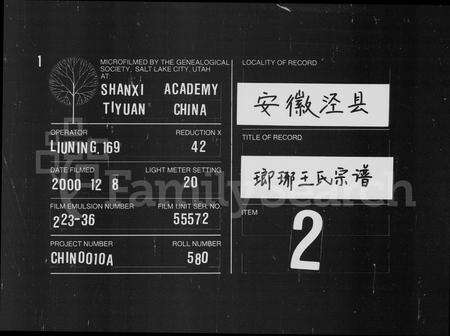 1
MICROFILMED BY THE GENEALOGICAL
SOCIETY, SALT LAKE CITY, UTAH
AT:
SHANXI ACADEMY
TIYUAN CHINA
OPERATOR REDUCTION X
LIUNING, 169 42
DATE FILMED LIGHT METER SETTING
2000 12 8 20
FILM EMULSION NUMBER FILM UNIT SER. NO.
223-36 55572
PROJECT NUMBER ROLL NUMBER
CHIN0010A 580
LOCALITY OF RECORD
安徽泾县
TITLE OF RECORD
瑯琊王氏宗谱
ITEM
2
FamilySearch